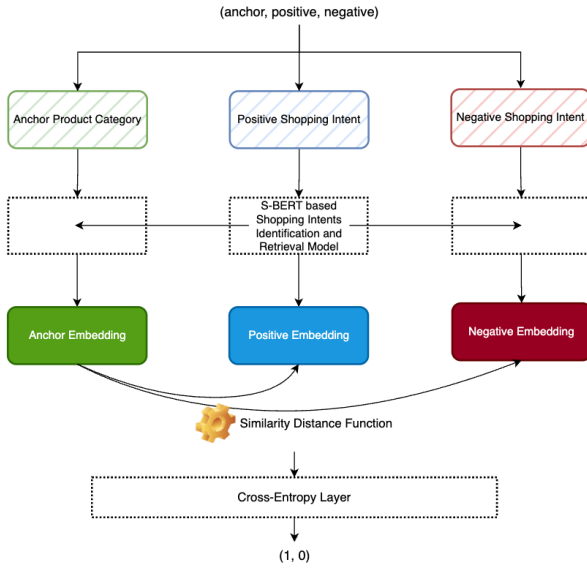 (anchor, positive, negative)
Anchor Product Category
Positive Shopping Intent
Negative Shopping Intent
S-BERT based
Shopping Intents
Identification and
Retrieval Model
Anchor Embedding
Positive Embedding
Negative Embedding
Similarity Distance Function
Cross-Entropy Layer
(1, 0)